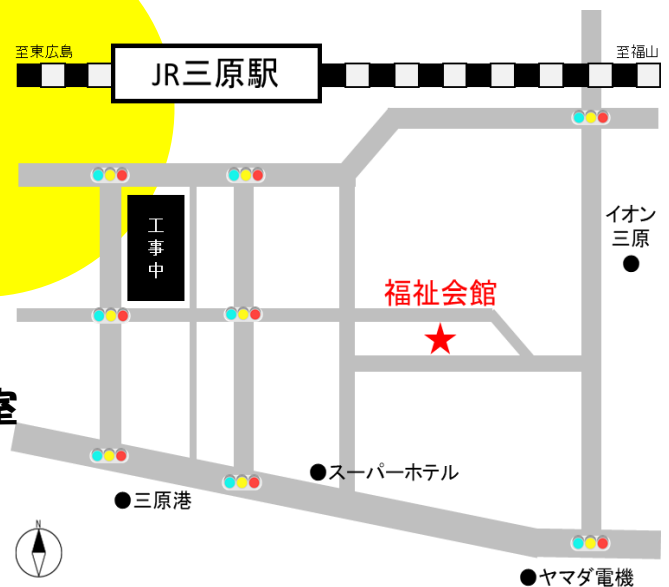 至東広島
至福山
JR三原駅
イオン
三原
工事中
福祉会館
室
スーパーホテル
三原港
N
ヤマダ電機